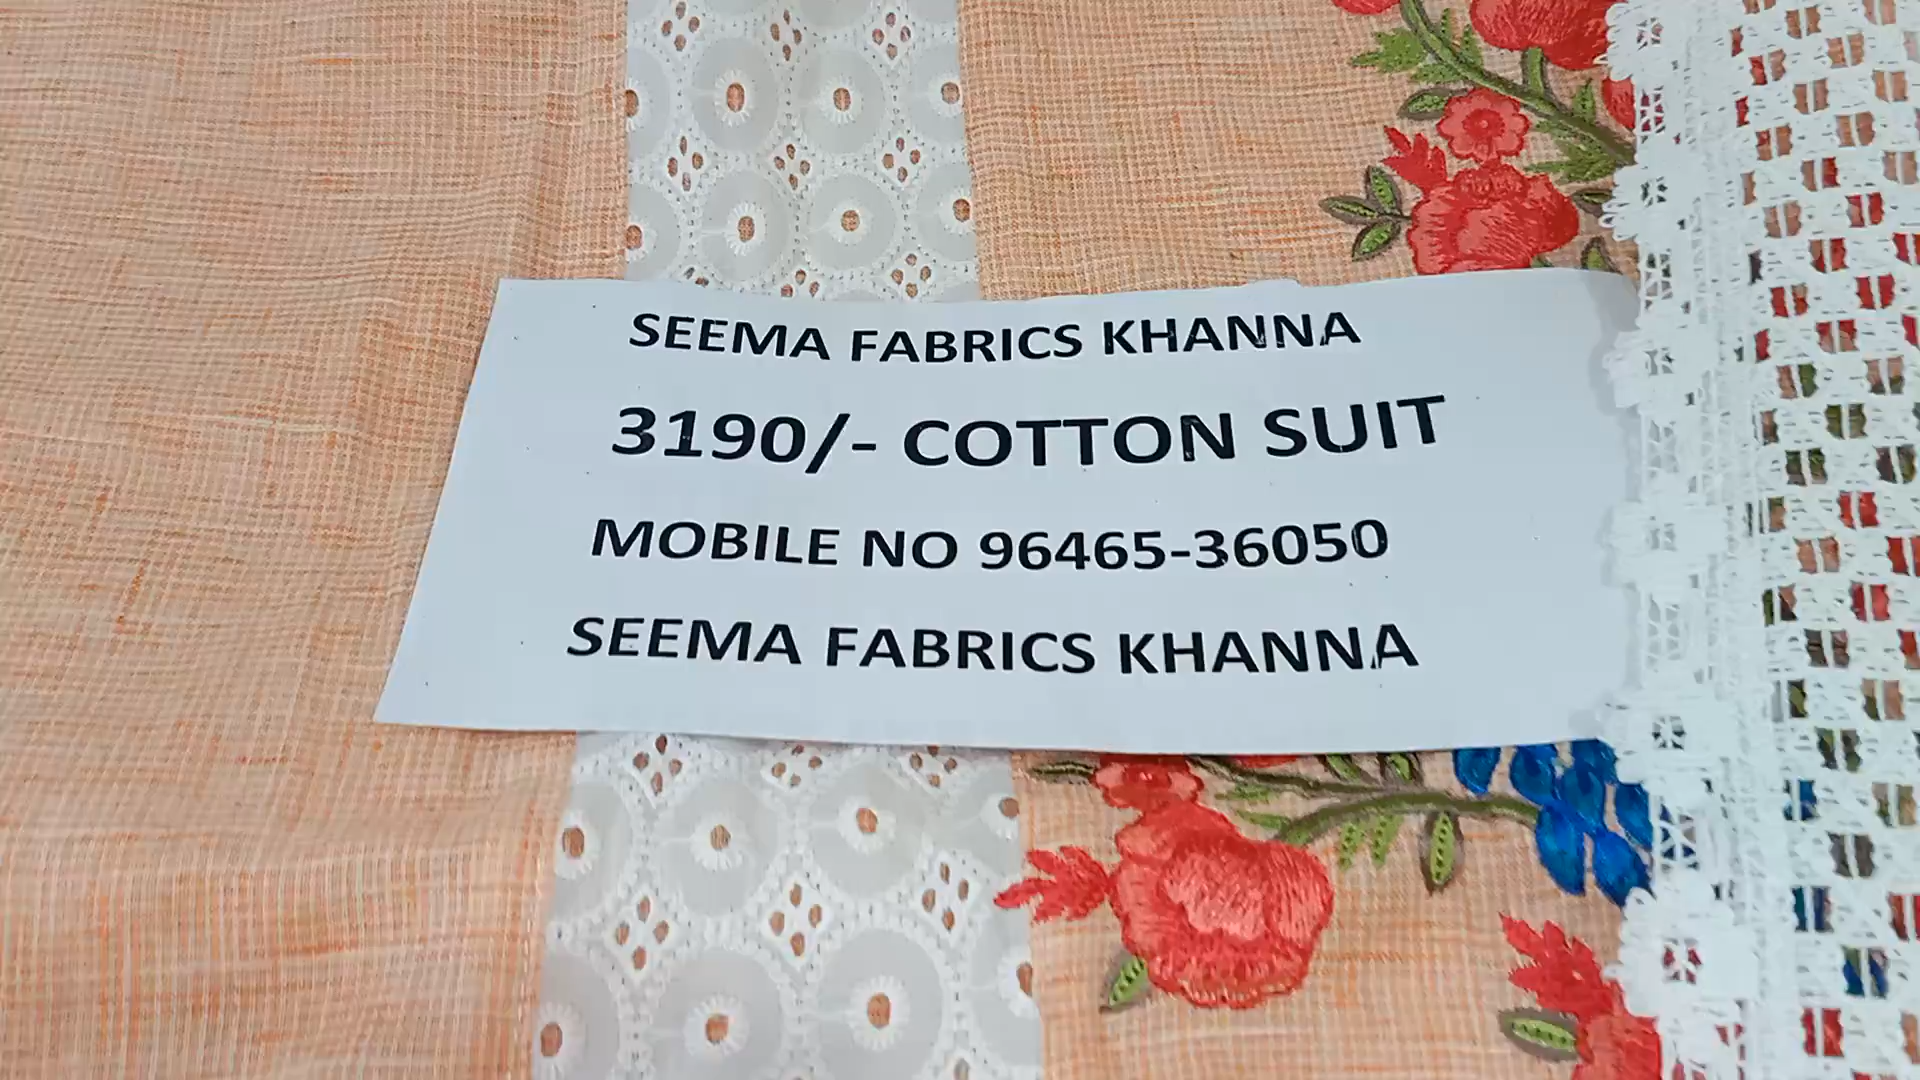 SEEMA FABRICS KHANNA
3190/- COTTON SUIT
MOBILE NO 96465-36050
SEEMA FABRICS KHANNA